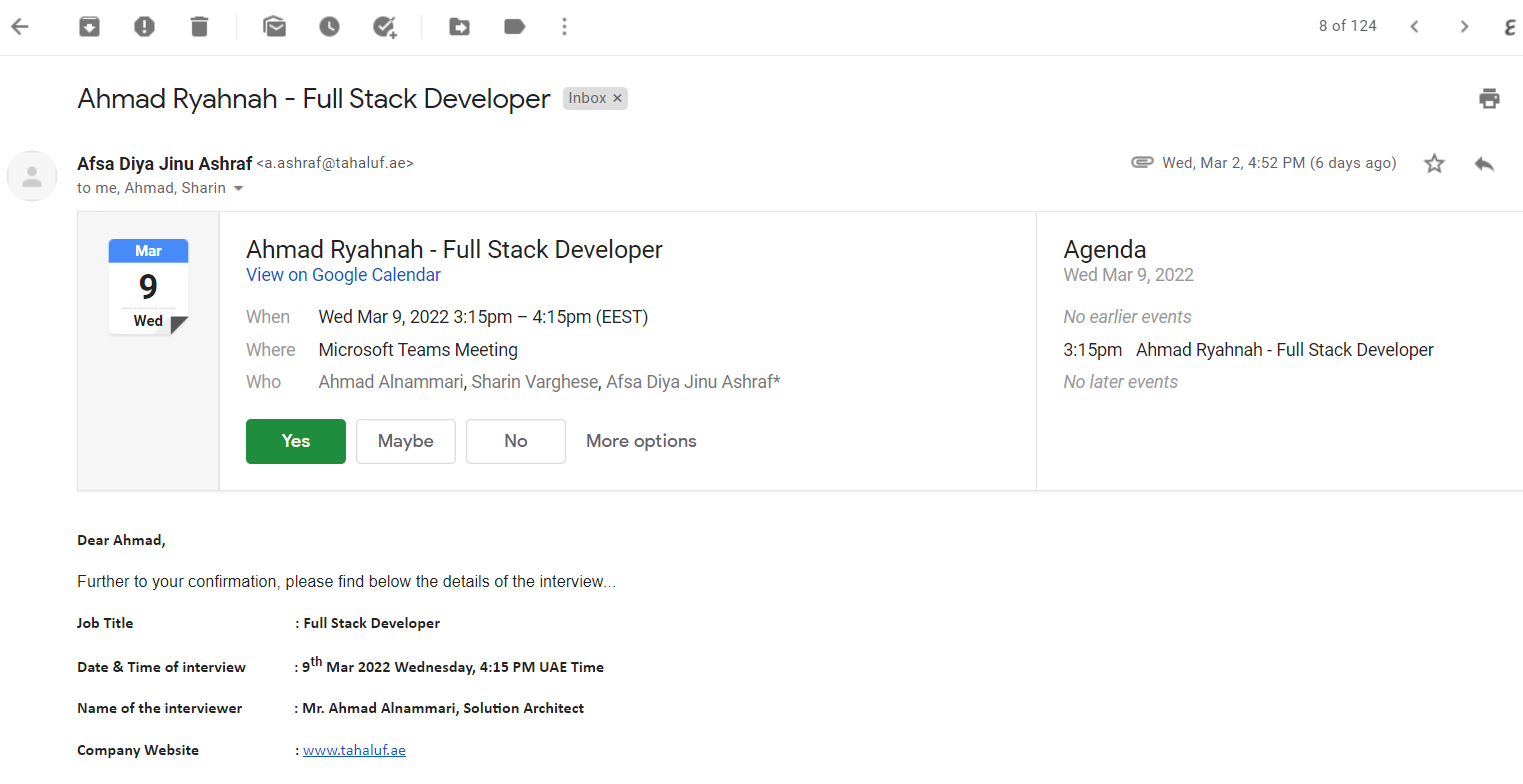 8 of 124
Ahmad Ryahnah - Full Stack Developer Inbox ×
Afsa Diya Jinu Ashraf <a.ashraf@tahaluf.ae> Wed, Mar 2, 4:52 PM (6 days ago)
to me, Ahmad, Sharin
Mar
9
Wed
Ahmad Ryahnah - Full Stack Developer
View on Google Calendar
When Wed Mar 9, 2022 3:15pm – 4:15pm (EEST)
Where Microsoft Teams Meeting
Who Ahmad Alnammari, Sharin Varghese, Afsa Diya Jinu Ashraf*
Yes Maybe No More options
Agenda
Wed Mar 9, 2022
No earlier events
3:15pm Ahmad Ryahnah - Full Stack Developer
No later events
Dear Ahmad,
Further to your confirmation, please find below the details of the interview...
Job Title : Full Stack Developer
Date & Time of interview : 9th Mar 2022 Wednesday, 4:15 PM UAE Time
Name of the interviewer : Mr. Ahmad Alnammari, Solution Architect
Company Website : www.tahaluf.ae